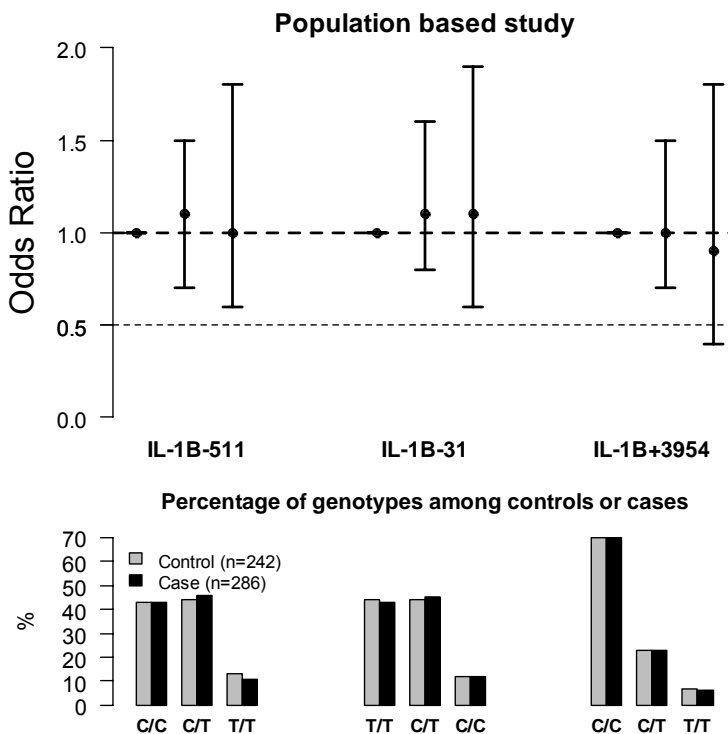 Population based study
Odds Ratio
2.0
1.5
1.0
0.5
0.0
IL-1B-511 IL-1B-31 IL-1B+3954
Percentage of genotypes among controls or cases
%
70
60
50
40
30
20
10
0
Control (n=242)
Case (n=286)
C/C C/T T/T T/T C/T C/C C/C C/T T/T